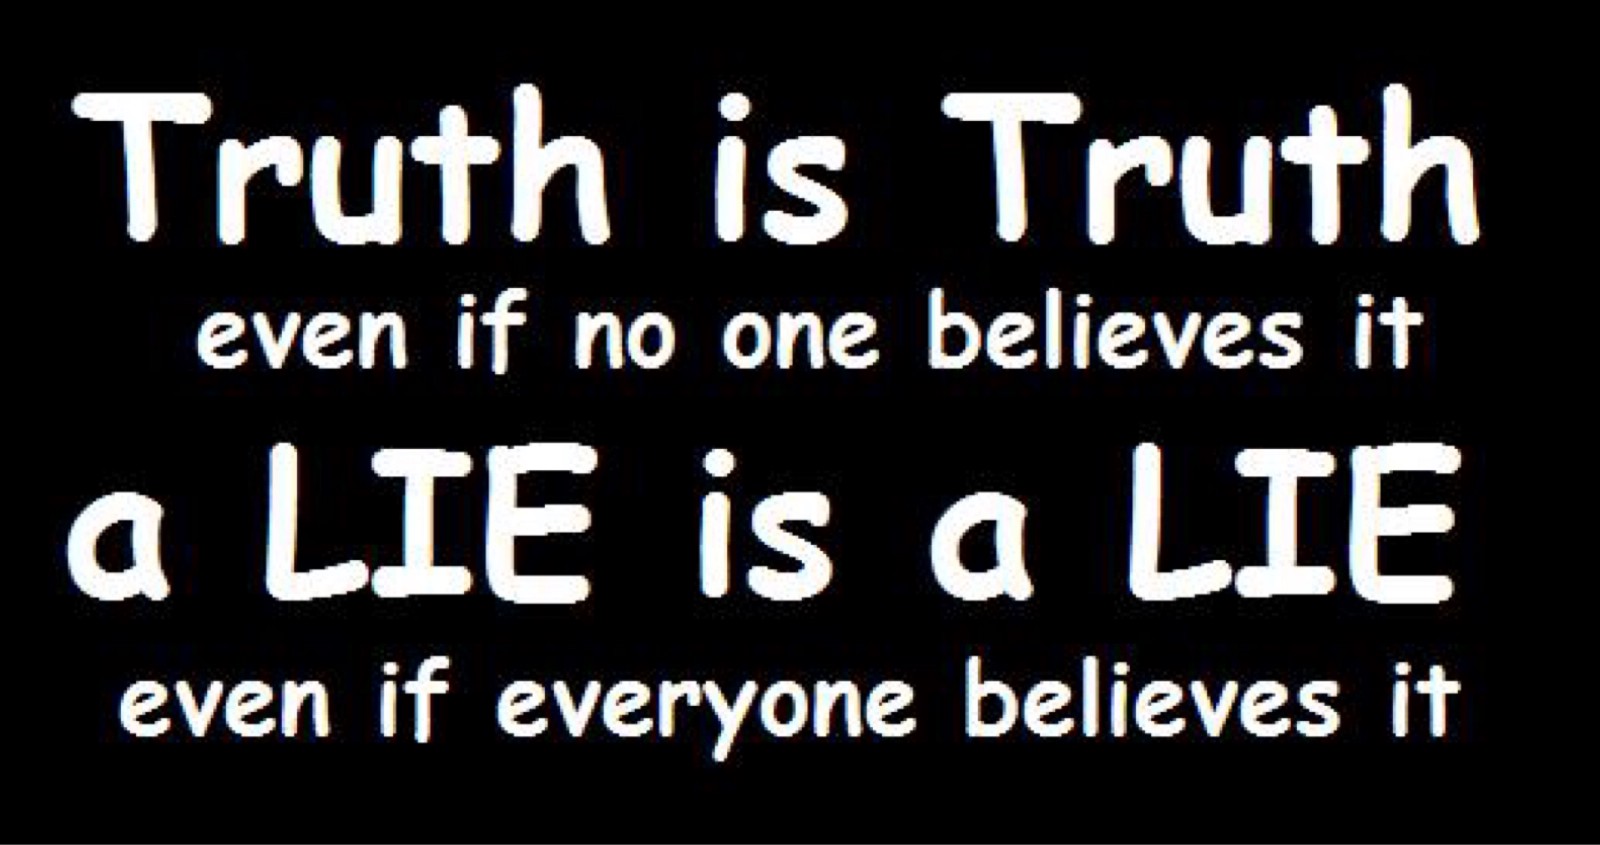 Truth is Truth
even if no one believes it
a LIE is a LIE
even if everyone believes it